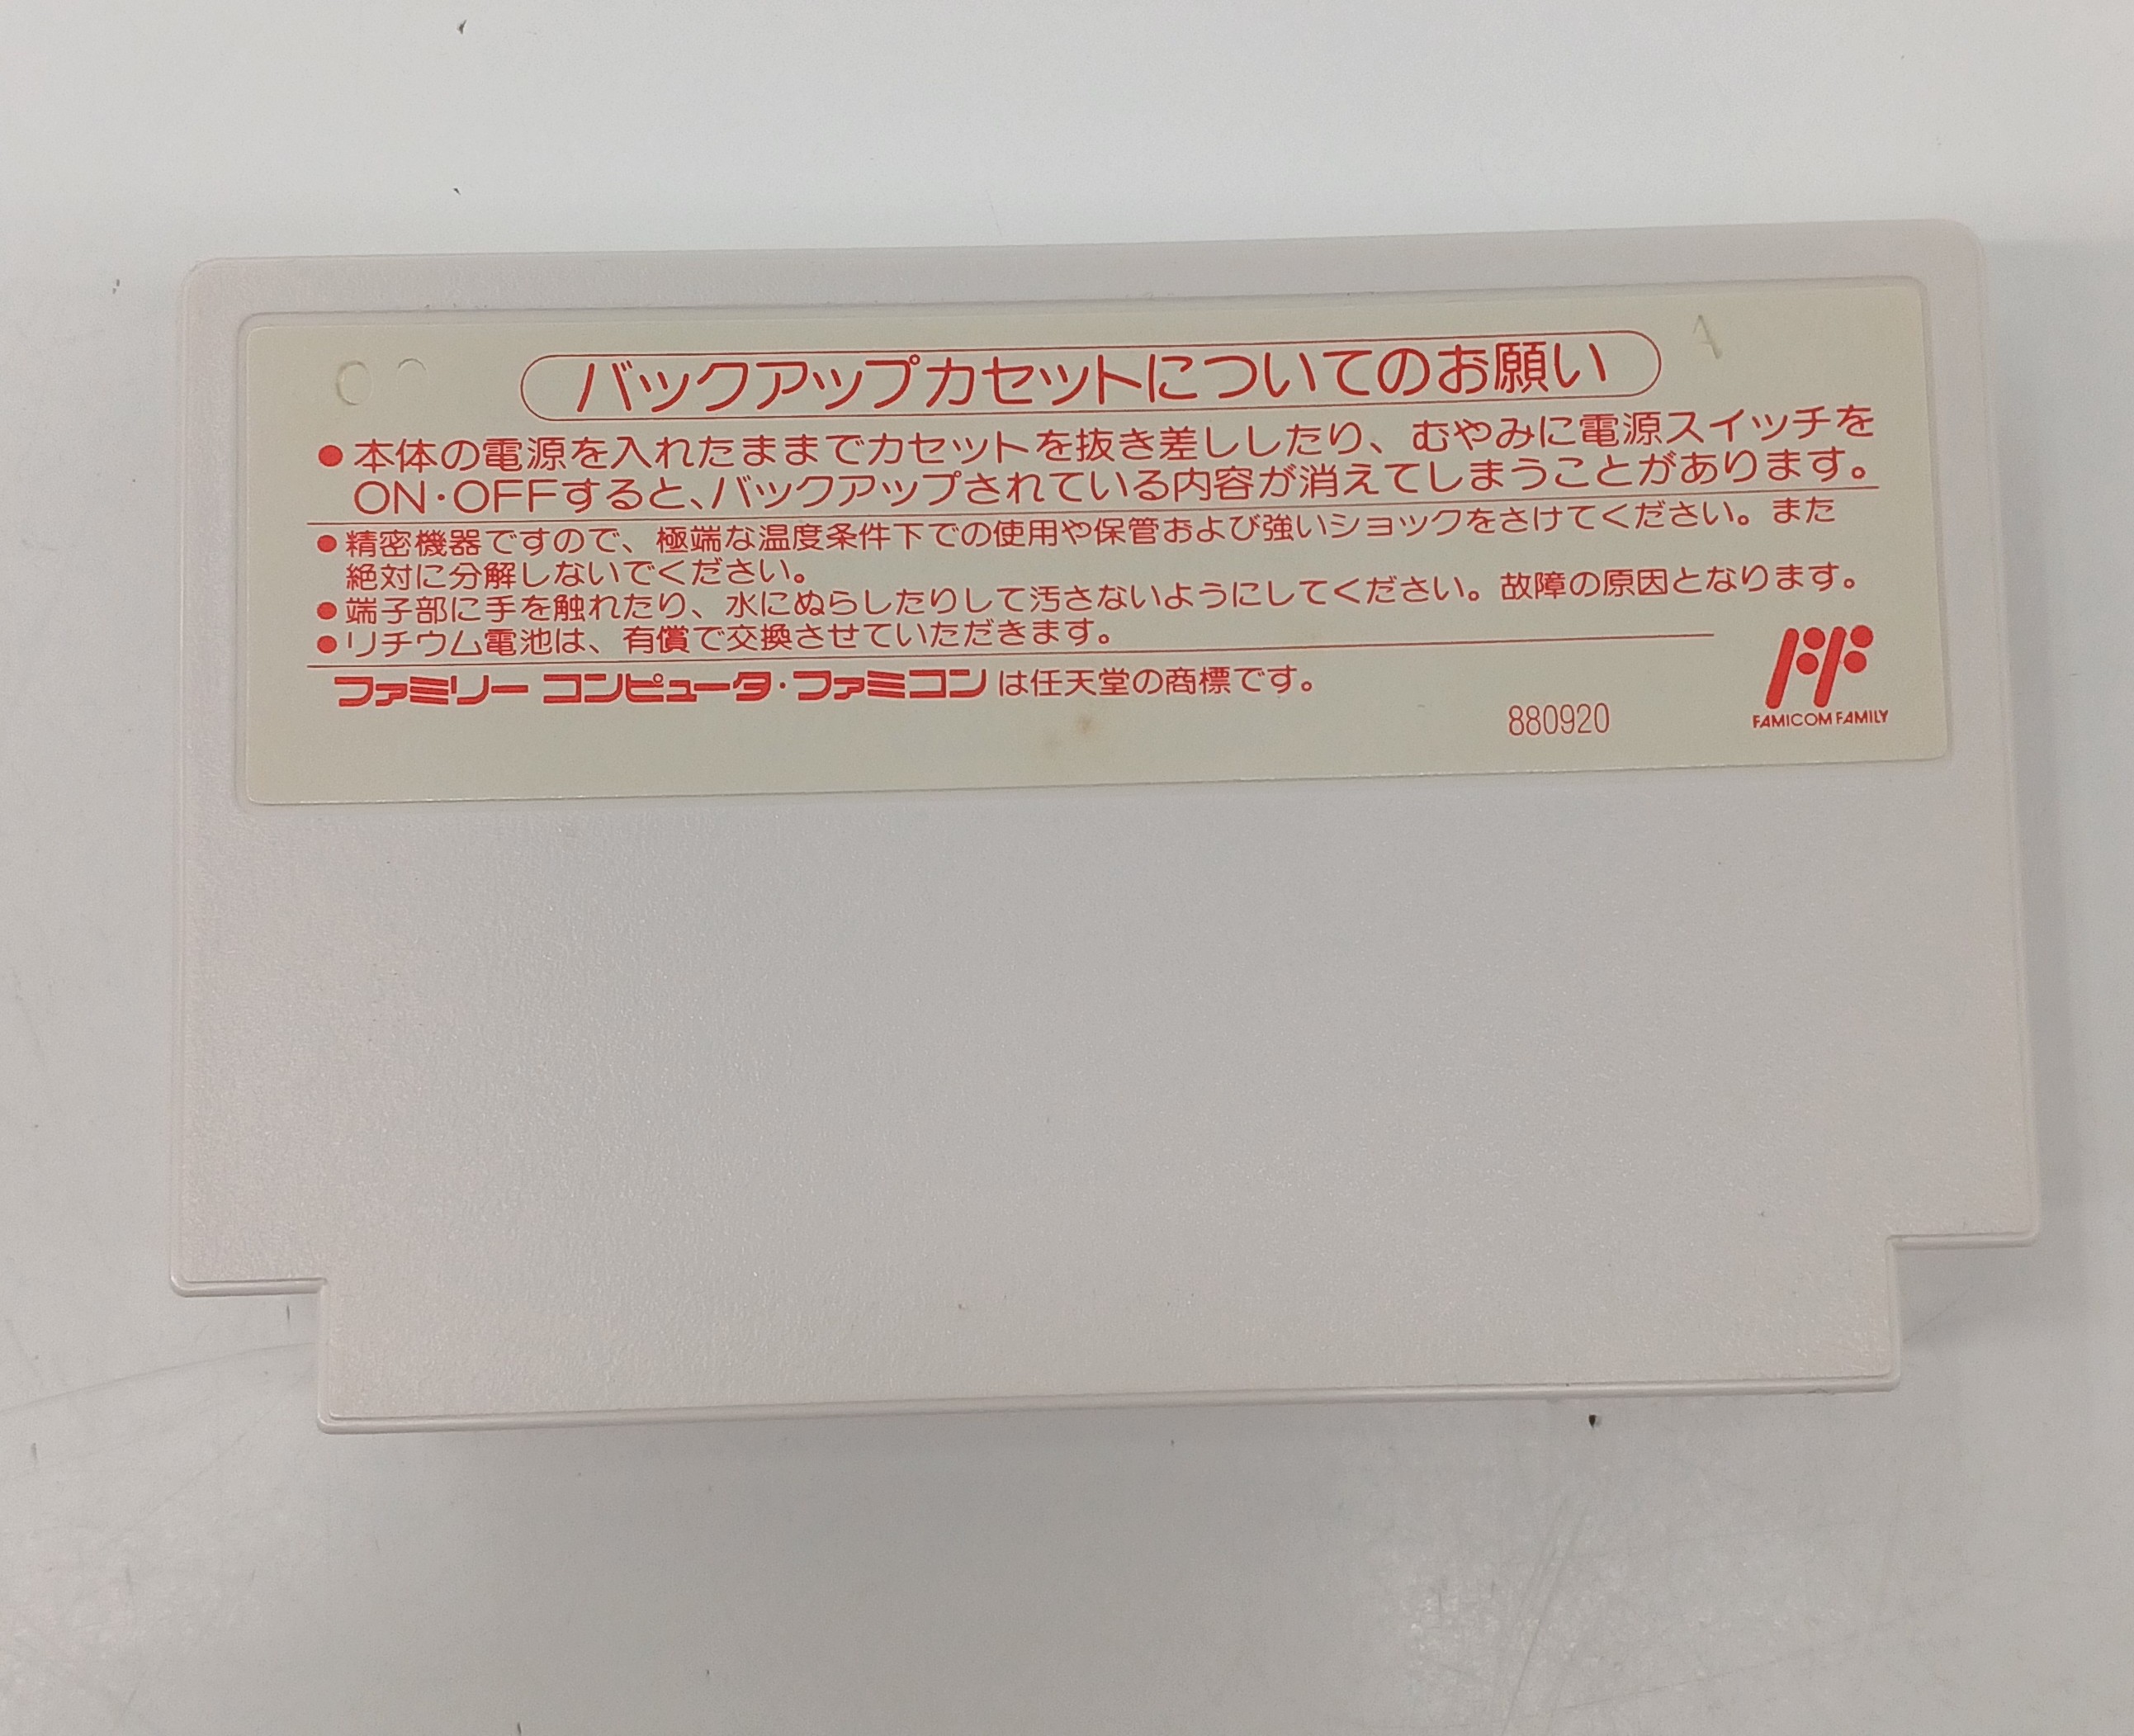 バックアップカセットについてのお願い
●本体の電源を入れたままでカセットを抜き差ししたり、むやみに電源スイッチを
ON·OFFすると、バックアップされている内容が消えてしまうことがあります。
●精密機器ですので、極端な温度条件下での使用や保管および強いショックをさけてください。また
絶対に分解しないでください。
●端子部に手を触れたり、水にぬらしたりして汚さないようにしてください。故障の原因となります。
●リチウム電池は、有償で交換させていただきます。
ファミリー コンピュータ·ファミコンは任天堂の商標です。
880920
FAMICOM FAMILY